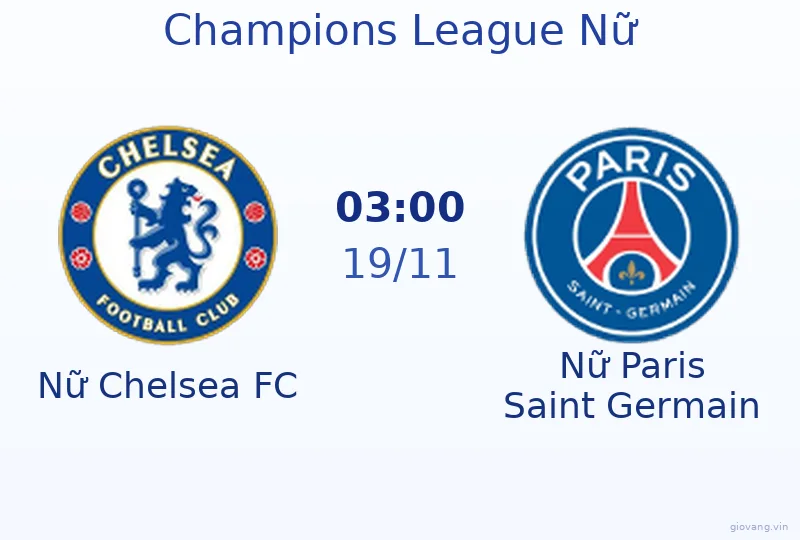 Champions League Nữ
CHELSEA
FOOTBALL CLUB
03:00
19/11
PARIS
SAINT-GERMAIN
Nữ Chelsea FC
Nữ Paris
Saint Germain
giovang.vin